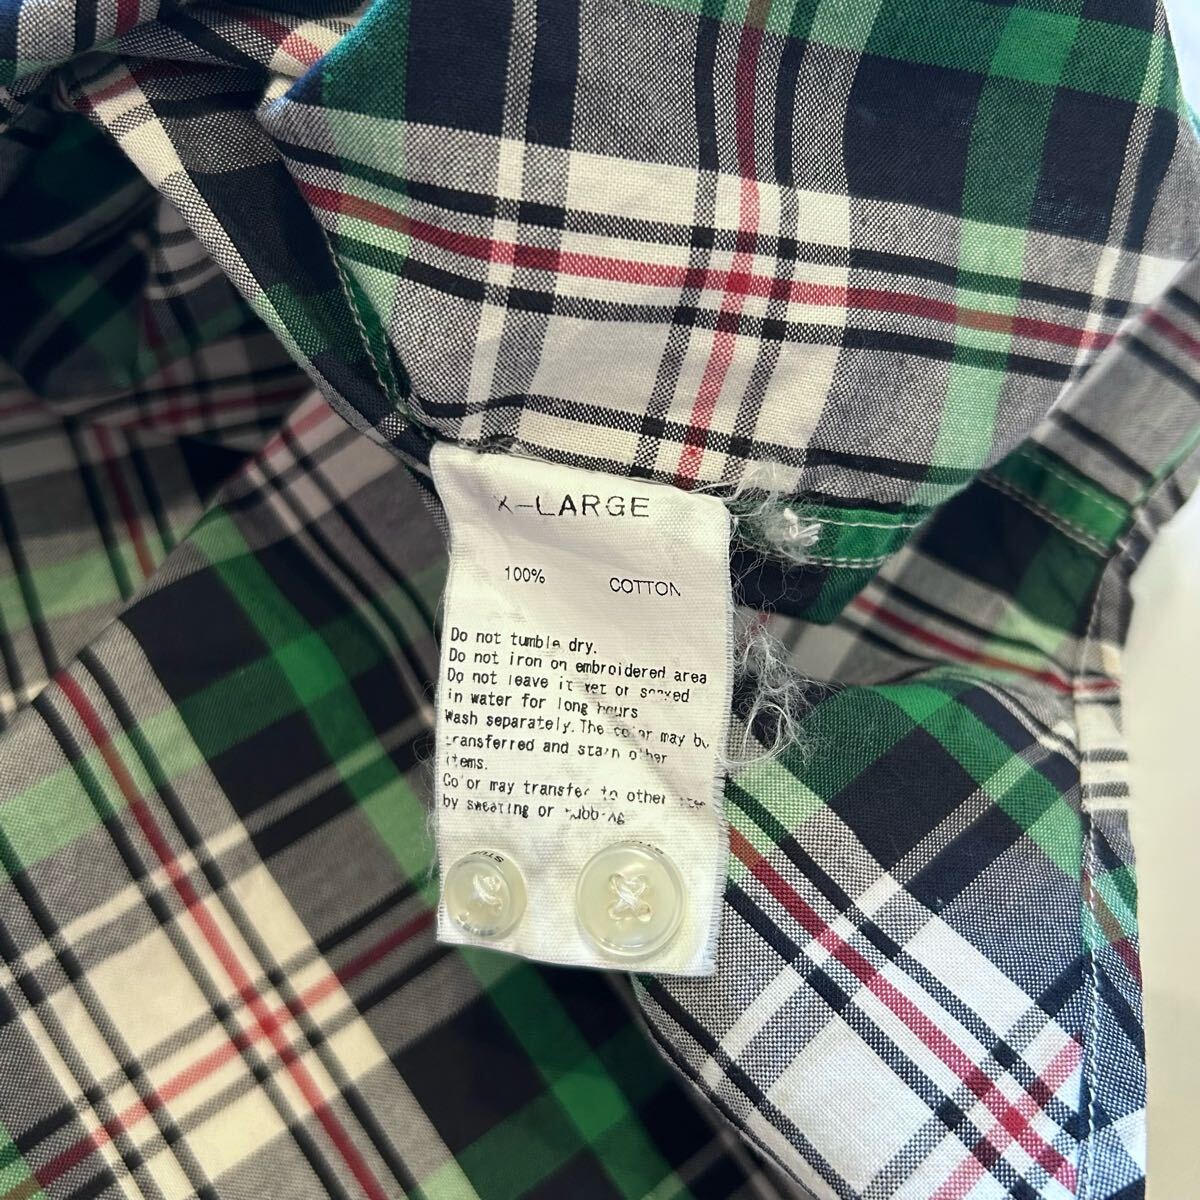 X-LARGE
100% COTTON
Do not tumble dry.
Do not iron on embroidered area
Do not leave it wet or soaked
in water for long hours
Wash separately. The color may be
transferred and stain other
items.
Color may transfer to other
by sweating or rubbing